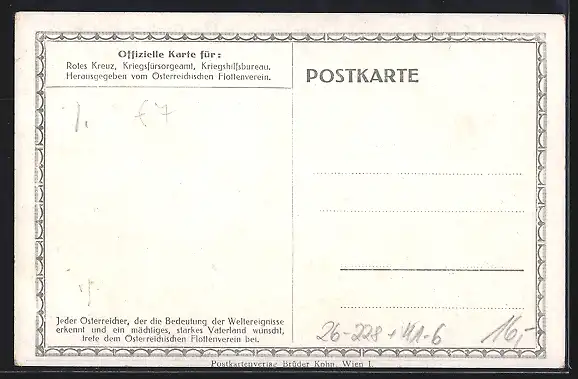 Offizielle Karte für:
Rotes Kreuz, Kriegsfürsorgeamt, Kriegshilfsbureau.
Herausgegeben vom Österreichischen Flottenverein.
POSTKARTE
€ 7
Jeder Österreicher, der die Bedeutung der Weltereignisse
erkennt und ein mächtiges, starkes Vaterland wünscht,
trete dem Österreichischen Flottenverein bei.
26-228+41-6 16,-
Postkartenverlag Brüder Kohn, Wien I.